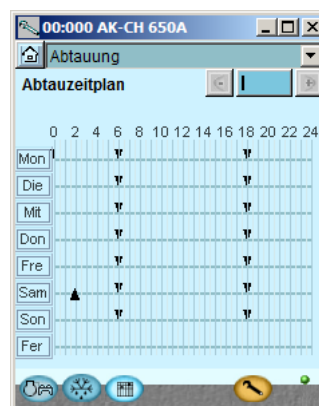 00:000 AK-CH 650A
Abtauung
Abtauzeitplan
0 2 4 6 8 10 12 14 16 18 20 22 24
Mon
Die
Mit
Don
Fre
Sam
Son
Fer